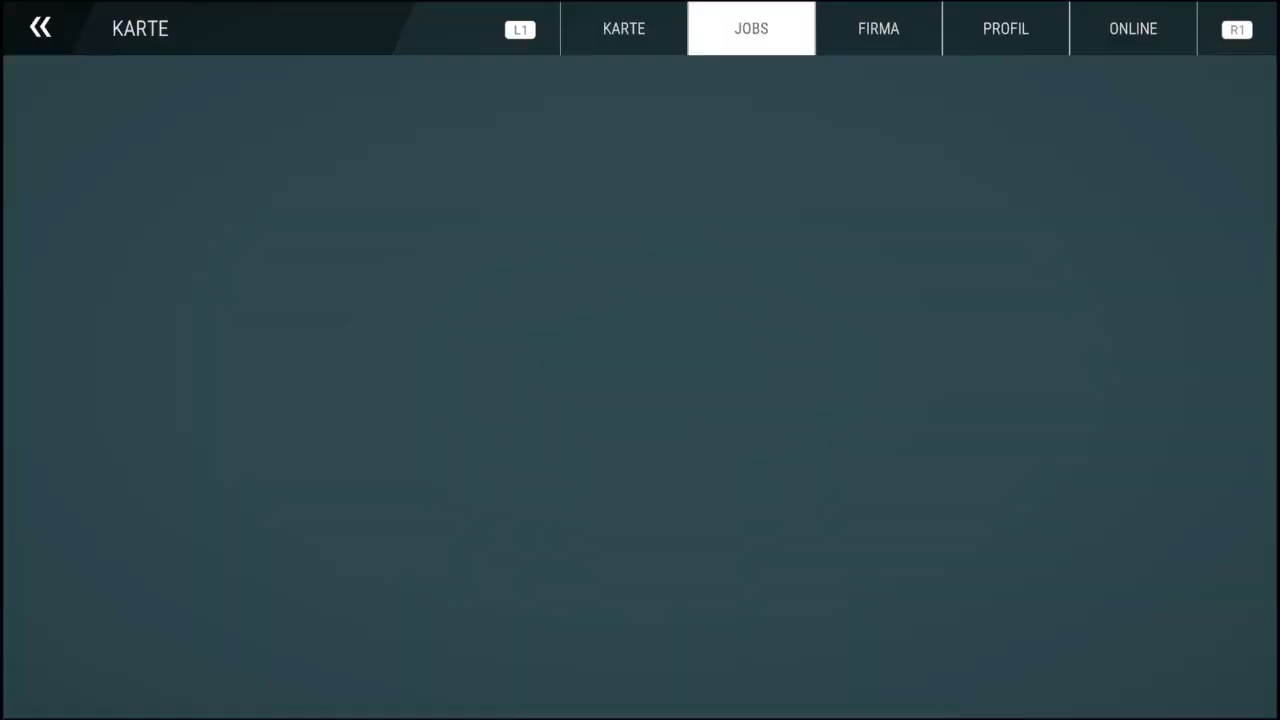 KARTE
L1
KARTE
JOBS
FIRMA
PROFIL
ONLINE
R1